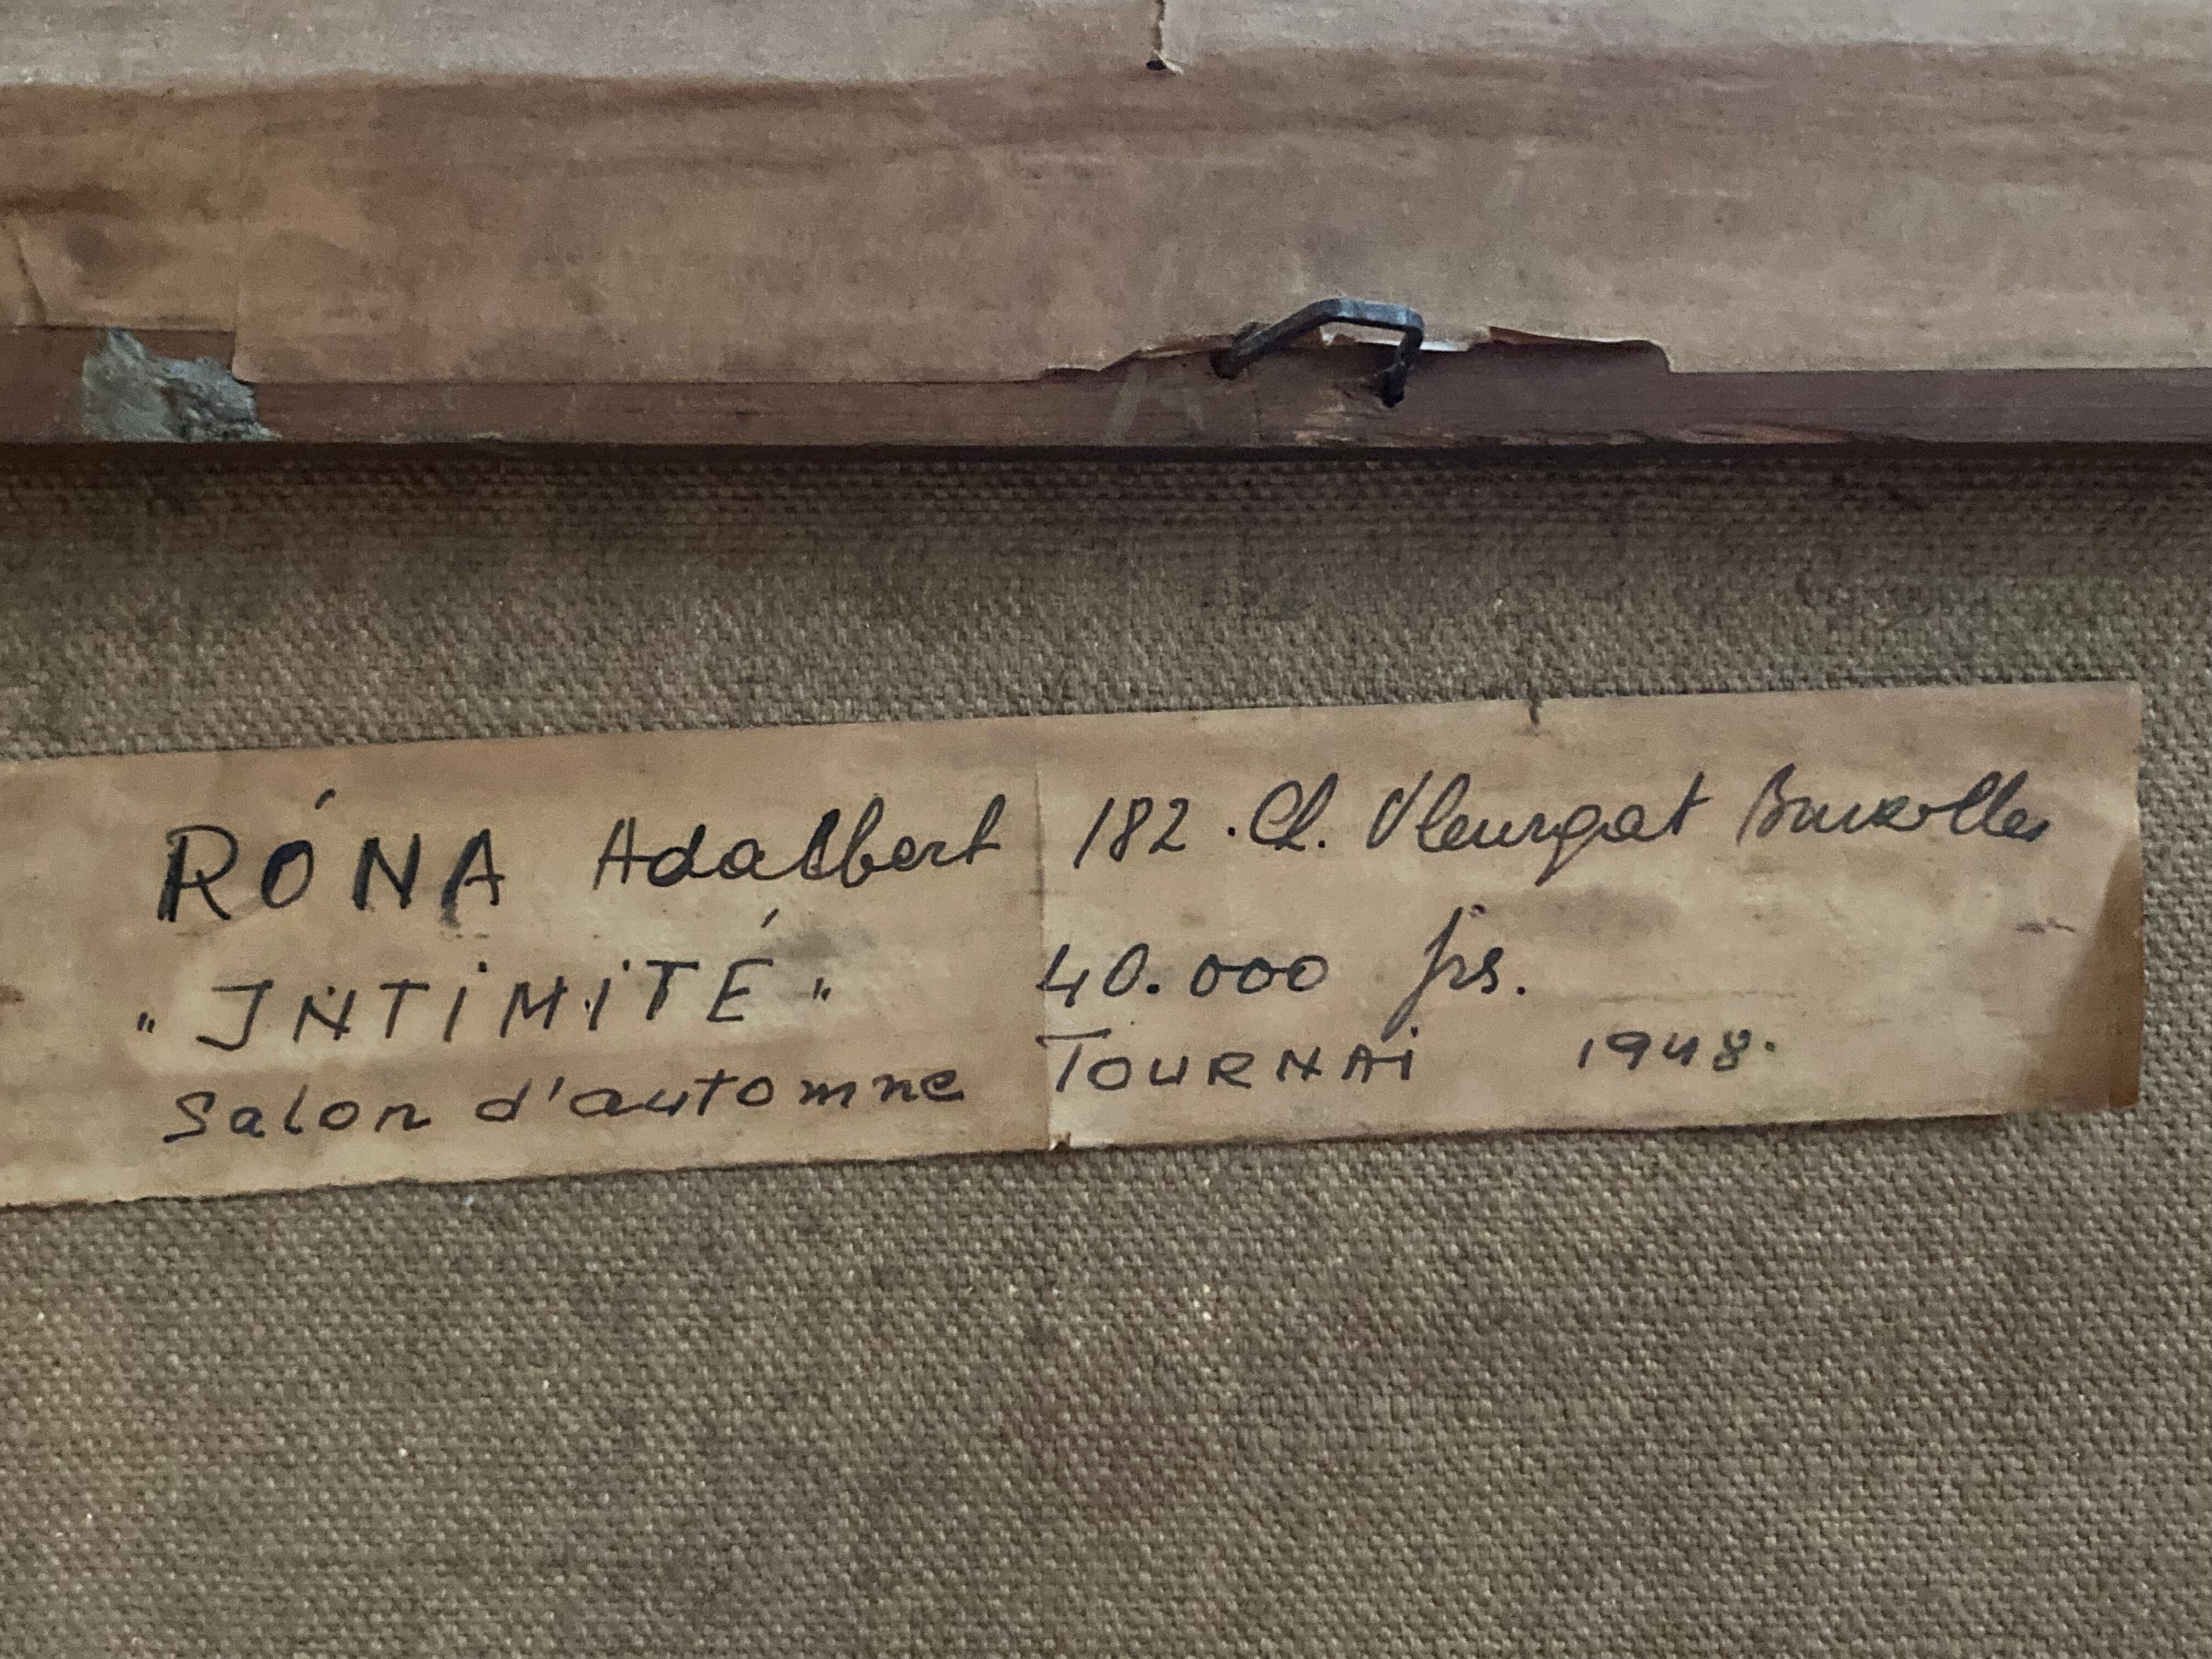 RÓNA Adalbert 182 . Ch. Vleurgat Bruxelles
"INTiMiTÉ" 40.000 frs.
Salon d'automne TOURNAi 1948.